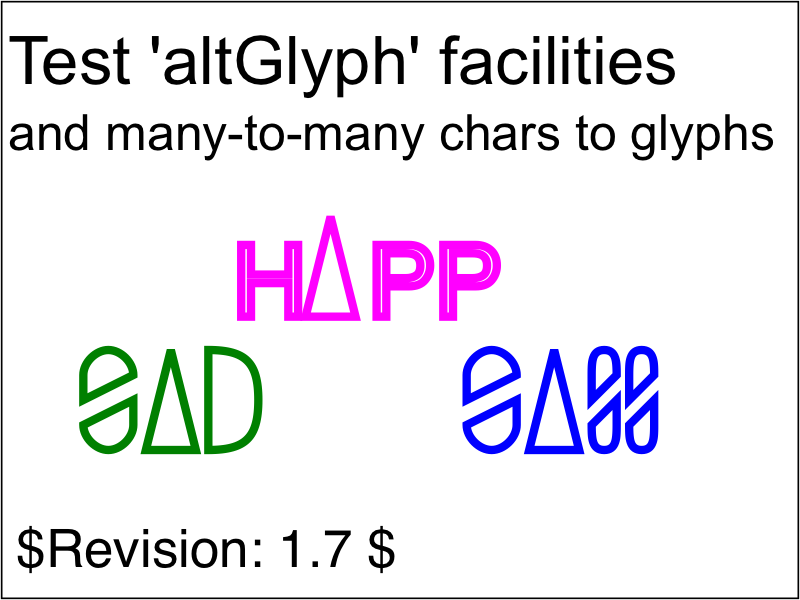 Test 'altGlyph' facilities
and many-to-many chars to glyphs
HAPP
SAD SASS
$Revision: 1.7 $